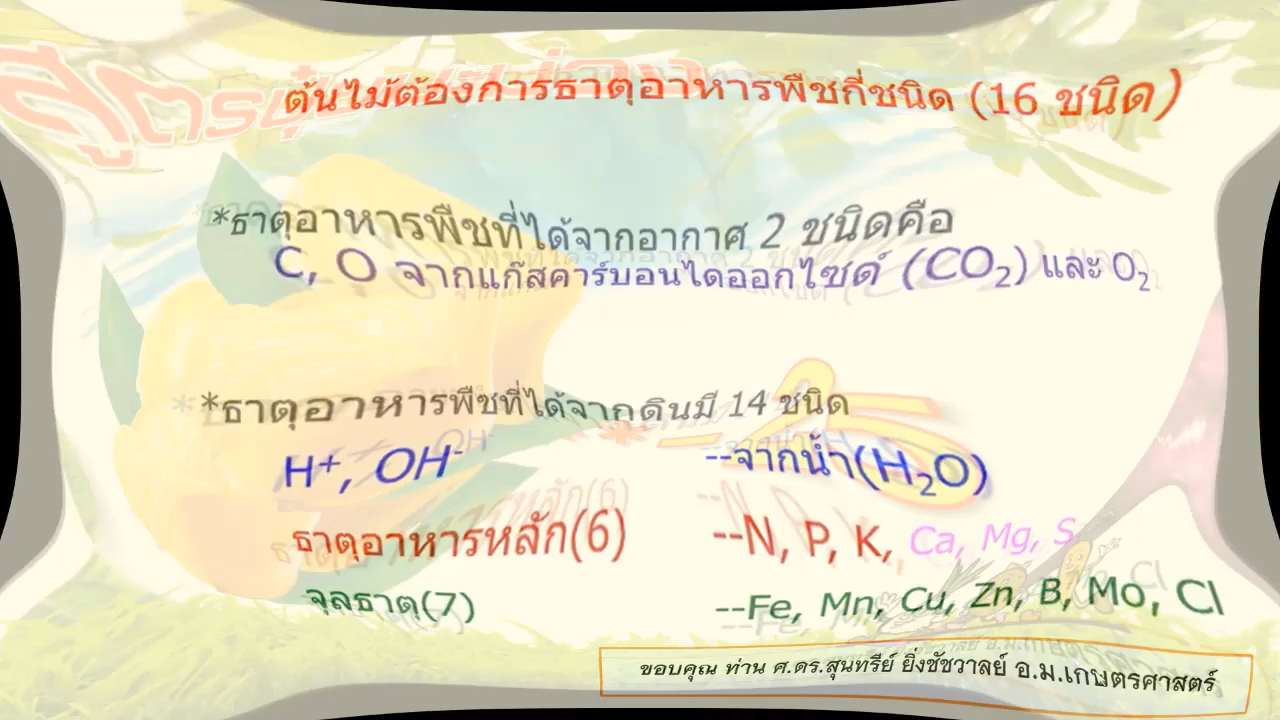 สูตร
ต้นไม้ต้องการธาตุอาหารพืชกี่ชนิด (16 ชนิด)
*ธาตุอาหารพืชที่ได้จากอากาศ 2 ชนิดคือ
C, O จากแก๊สคาร์บอนไดออกไซด์ (CO₂) และ O₂
*ธาตุอาหารพืชที่ได้จากดินมี 14 ชนิด
H⁺, OH⁻ --จากน้ำ(H₂O)
ธาตุอาหารหลัก(6) --N, P, K, Ca, Mg, S
จุลธาตุ(7) --Fe, Mn, Cu, Zn, B, Mo, Cl
ขอบคุณ ท่าน ศ.ดร.สุนทรีย์ ยิ่งชัชวาลย์ อ.ม.เกษตรศาสตร์